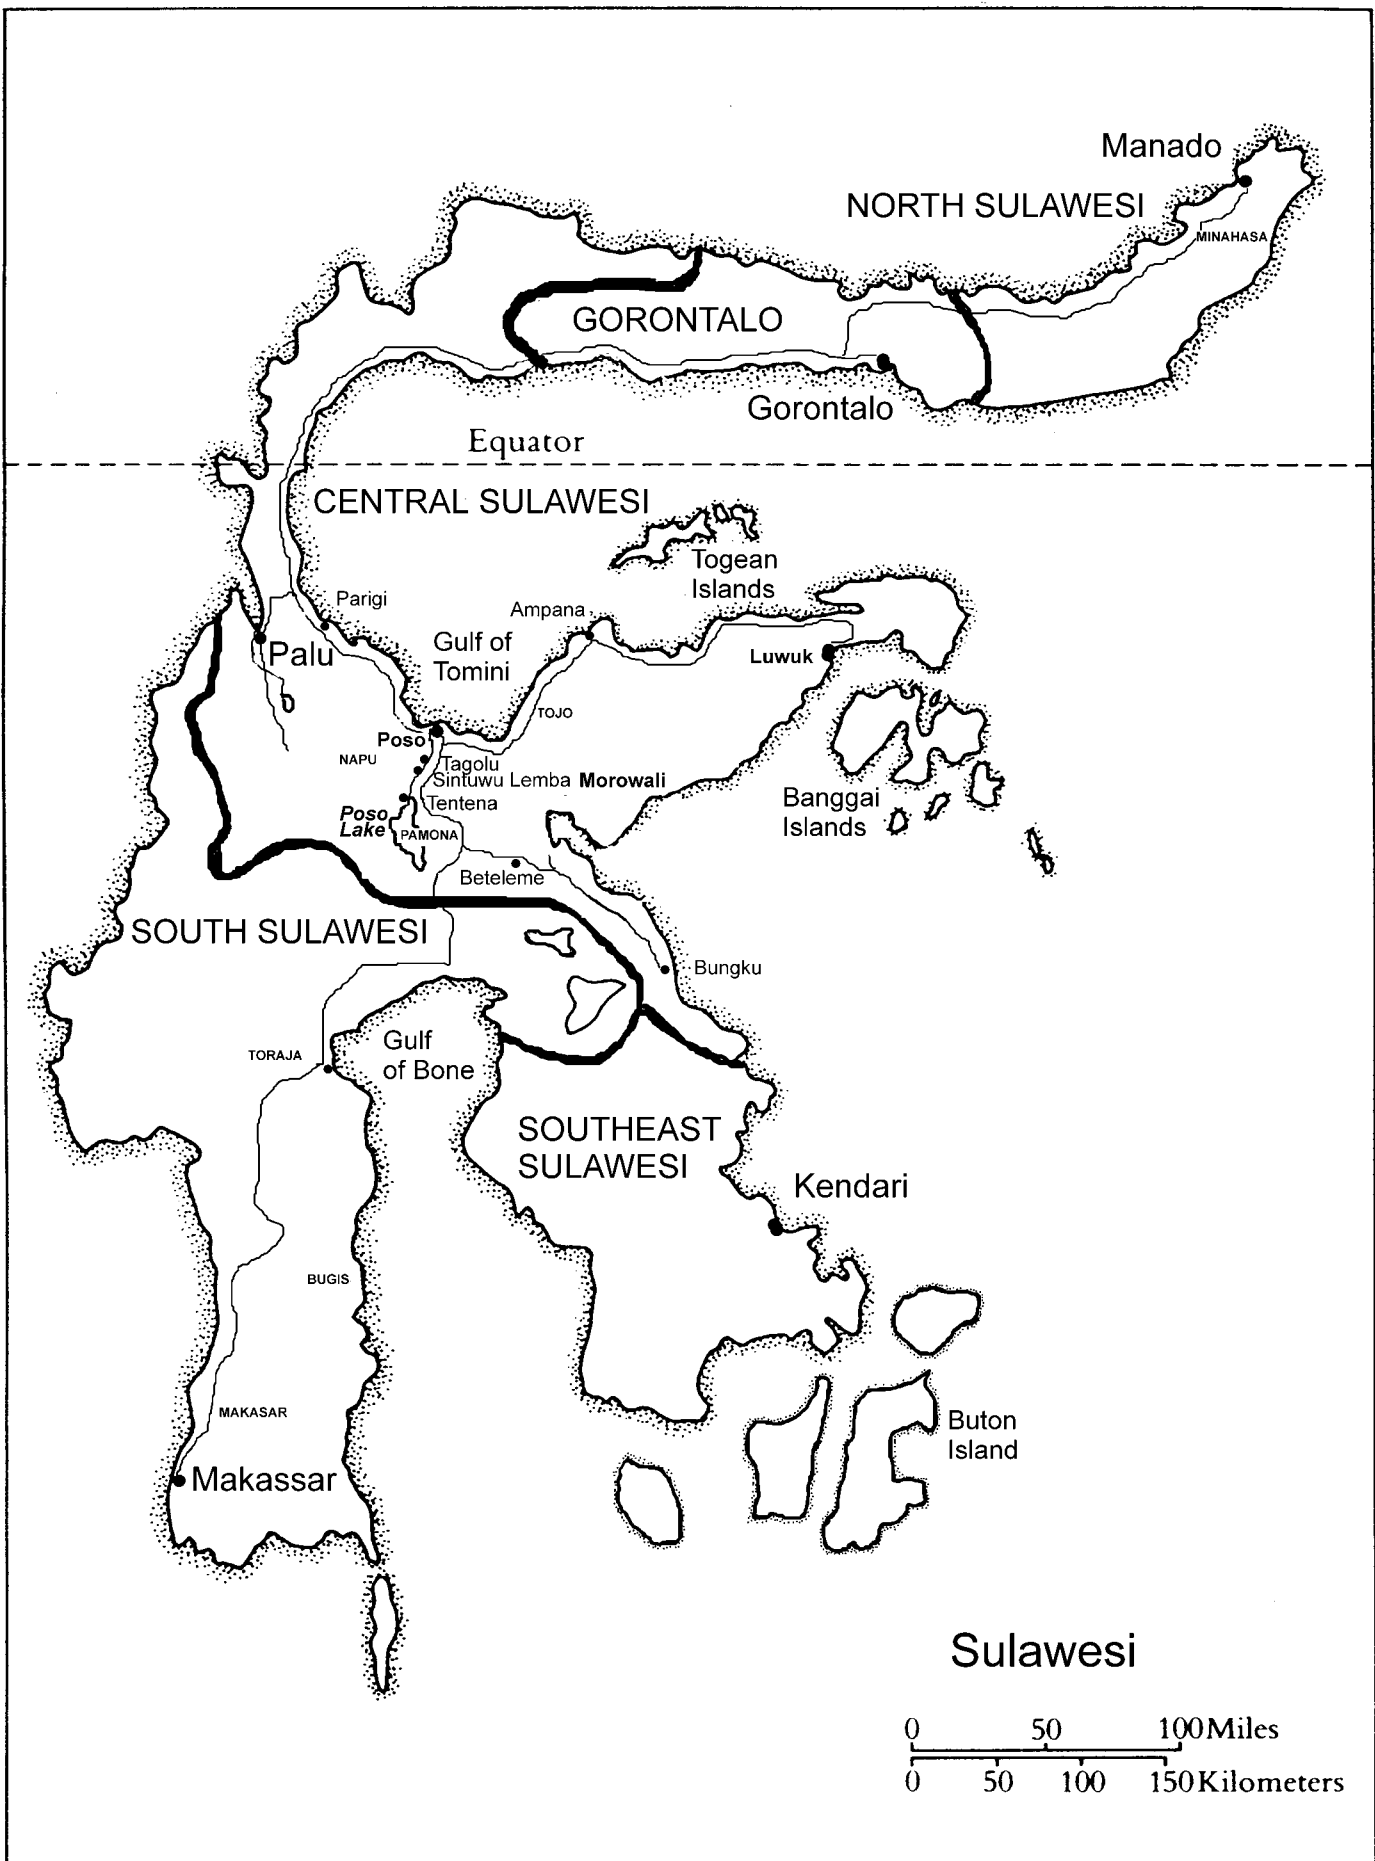 Manado
NORTH SULAWESI
MINAHASA
GORONTALO
Gorontalo
Equator
CENTRAL SULAWESI
Togean
Islands
Parigi
Ampana
Gulf of
Tomini
Palu
Luwuk
TOJO
Poso
NAPU
Tagolu
Sintuwu Lemba
Morowali
Tentena
Poso
Lake
PAMONA
Banggai
Islands
Beteleme
SOUTH SULAWESI
Bungku
Gulf
of Bone
TORAJA
SOUTHEAST
SULAWESI
Kendari
BUGIS
MAKASAR
Buton
Island
Makassar
Sulawesi
0 50 100 Miles
0 50 100 150 Kilometers